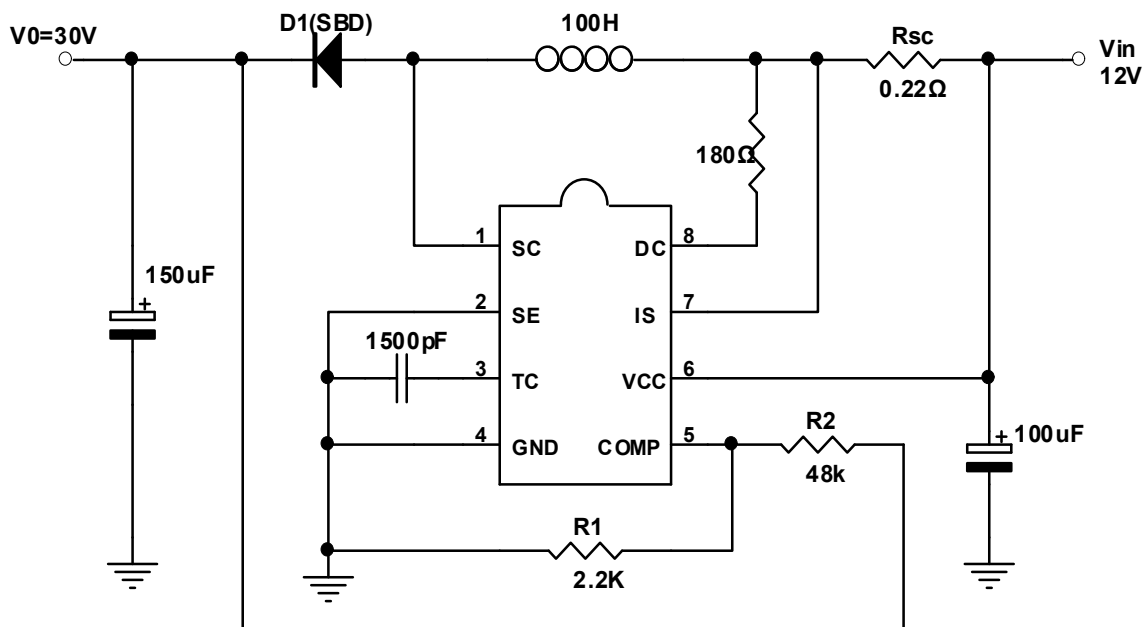 D1(SBD)
100H
V0=30V
Rsc
Vin
12V
0.22Ω
180Ω
1
SC
DC
8
150uF
+
2
SE
IS
7
1500pF
3
TC
VCC
6
R2
4
GND
COMP
5
+
100uF
48k
R1
2.2K